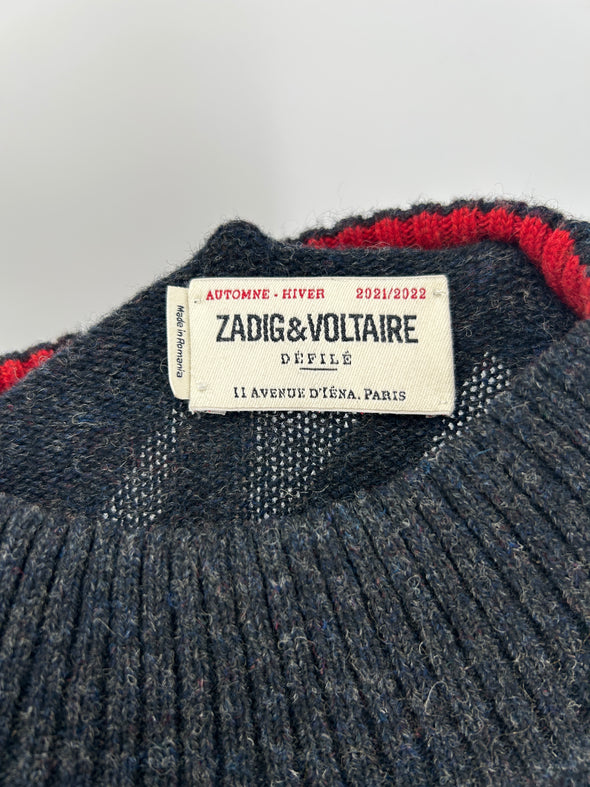 AUTOMNE - HIVER 2021/2022
ZADIG&VOLTAIRE
DÉFILÉ
11 AVENUE D'IÉNA. PARIS
Made in Romania